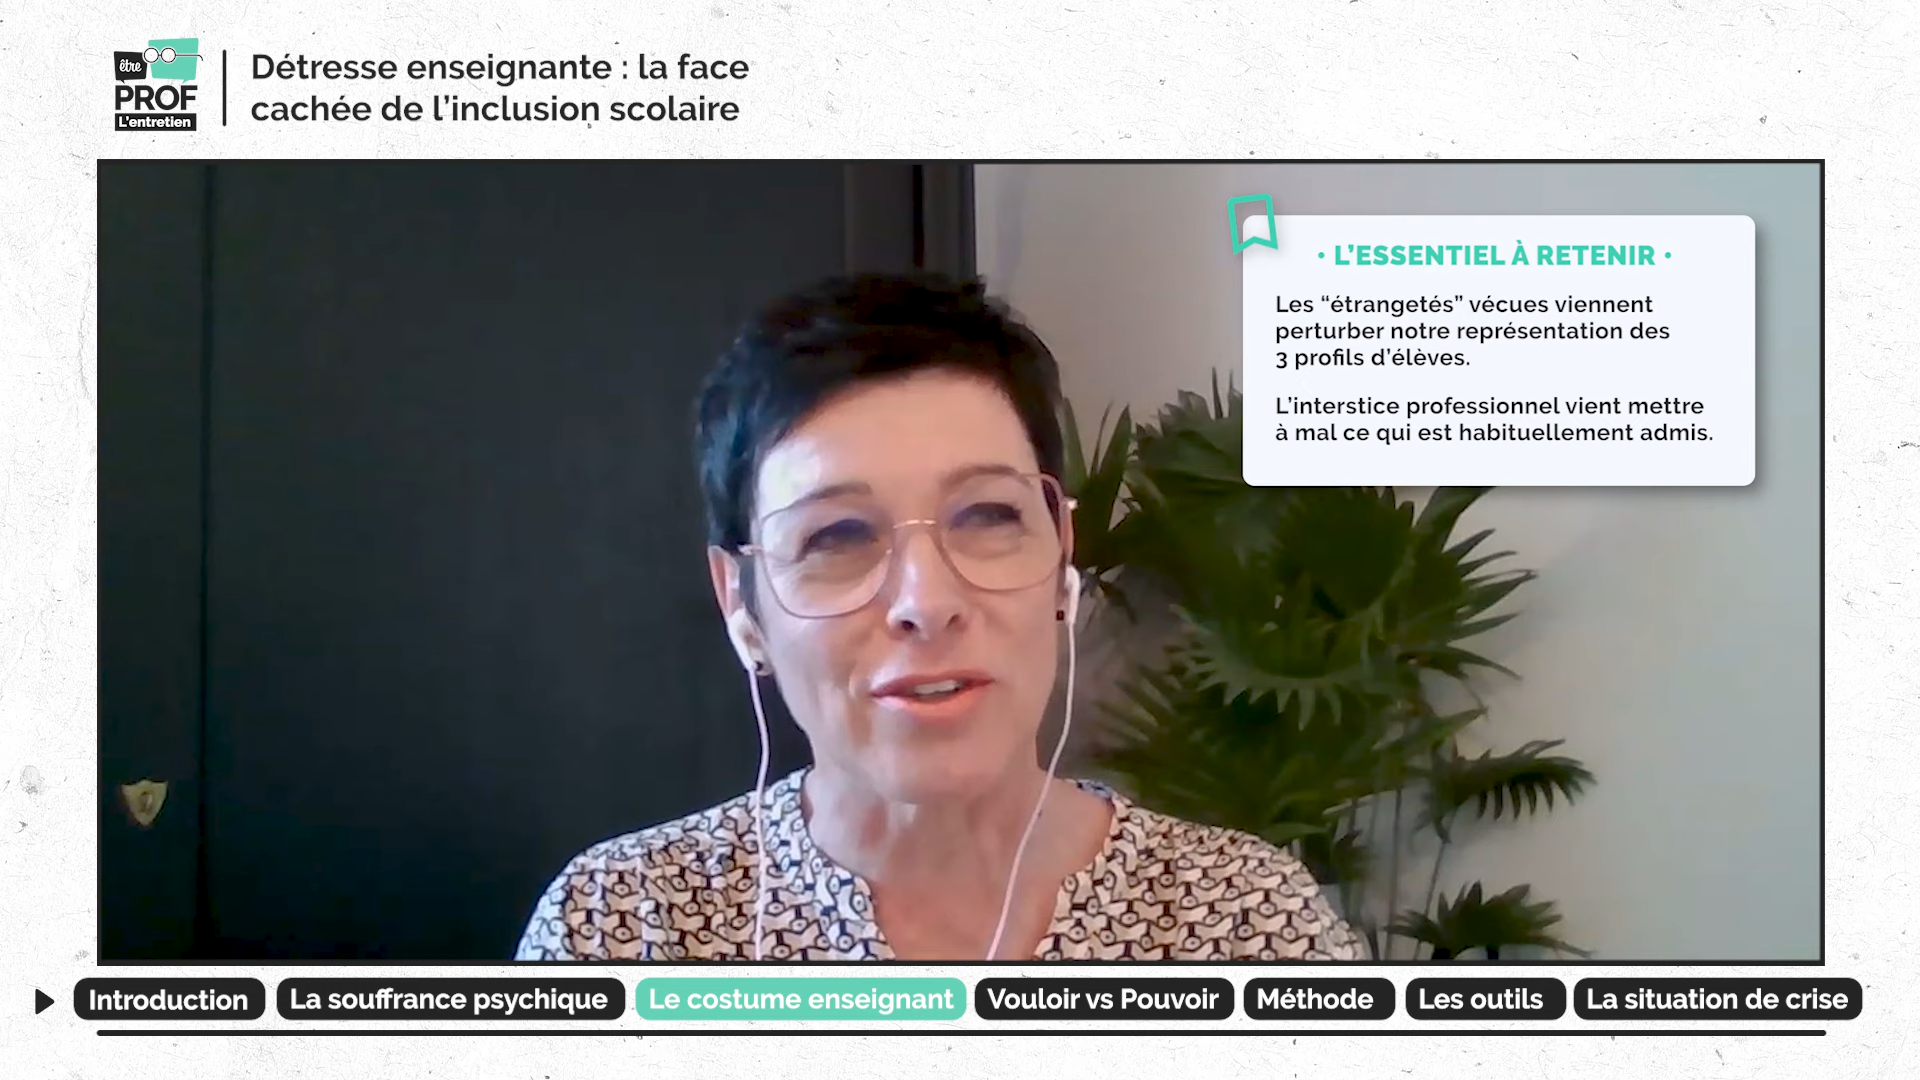 être
PROF
L'entretien
Détresse enseignante : la face
cachée de l'inclusion scolaire
• L'ESSENTIEL À RETENIR •
Les “étrangetés” vécues viennent
perturber notre représentation des
3 profils d'élèves.
L'interstice professionnel vient mettre
à mal ce qui est habituellement admis.
Introduction
La souffrance psychique
Le costume enseignant
Vouloir vs Pouvoir
Méthode
Les outils
La situation de crise